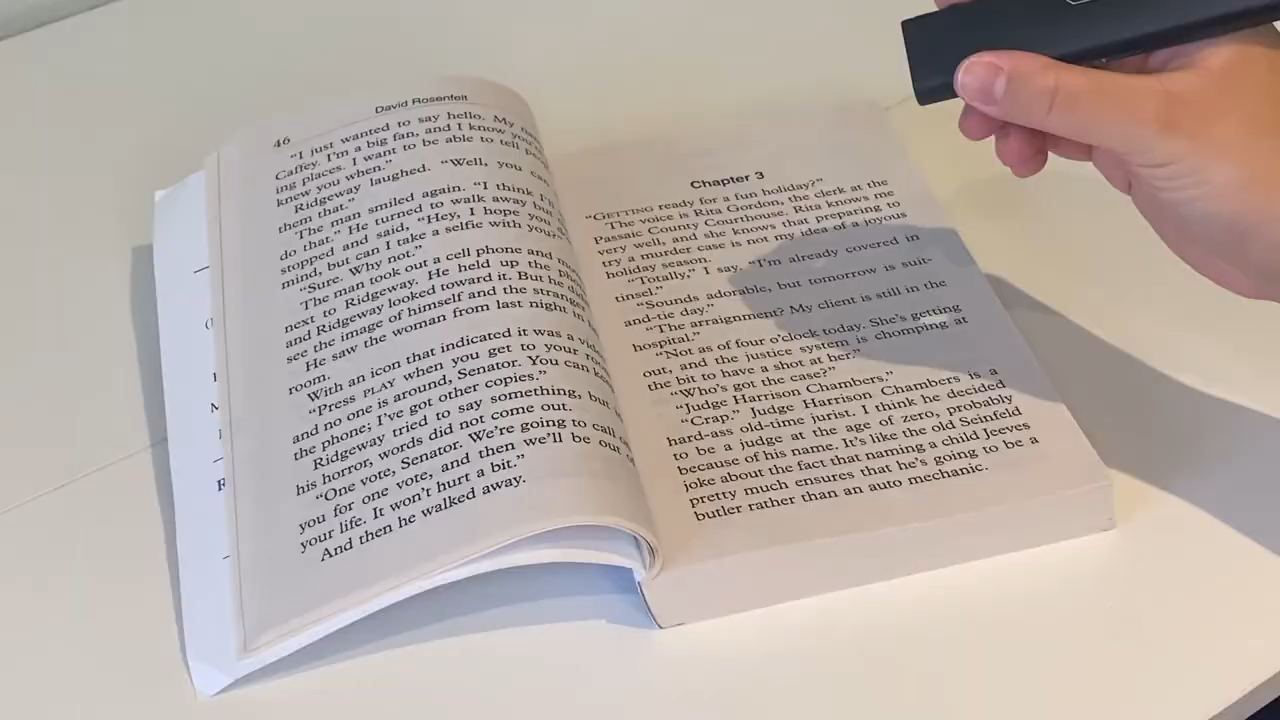 46
David Rosenfelt
"I just wanted to say hello. My
Caffey. I'm a big fan, and I know
ing places. I want to be able to tell
knew you when."
Ridgeway laughed. "Well, you can
them that."
The man smiled again. "I think I'll
do that." He turned to walk away but
stopped and said, "Hey, I hope you
mind, but can I take a selfie with you?"
"Sure. Why not."
The man took out a cell phone and
next to Ridgeway. He held up the
and Ridgeway looked toward it. But he
see the image of himself and the
He saw the woman from last night in
room.
With an icon that indicated it was a
"Press PLAY when you get to your
and no one is around, Senator. You can
the phone; I've got other copies."
Ridgeway tried to say something, but
his horror, words did not come out.
"One vote, Senator. We're going to call
you for one vote, and then we'll be out
your life. It won't hurt a bit."
And then he walked away.
Chapter 3
"GETTING ready for a fun holiday?"
The voice is Rita Gordon, the clerk at the
Passaic County Courthouse. Rita knows me
very well, and she knows that preparing to
try a murder case is not my idea of a joyous
holiday season.
"Totally," I say. "I'm already covered in
tinsel."
"Sounds adorable, but tomorrow is suit-
and-tie day."
"The arraignment? My client is still in the
hospital."
"Not as of four o'clock today. She's getting
out, and the justice system is chomping at
the bit to have a shot at her."
"Who's got the case?"
"Judge Harrison Chambers."
"Crap." Judge Harrison Chambers is a
hard-ass old-time jurist. I think he decided
to be a judge at the age of zero, probably
because of his name. It's like the old Seinfeld
joke about the fact that naming a child Jeeves
pretty much ensures that he's going to be a
butler rather than an auto mechanic.